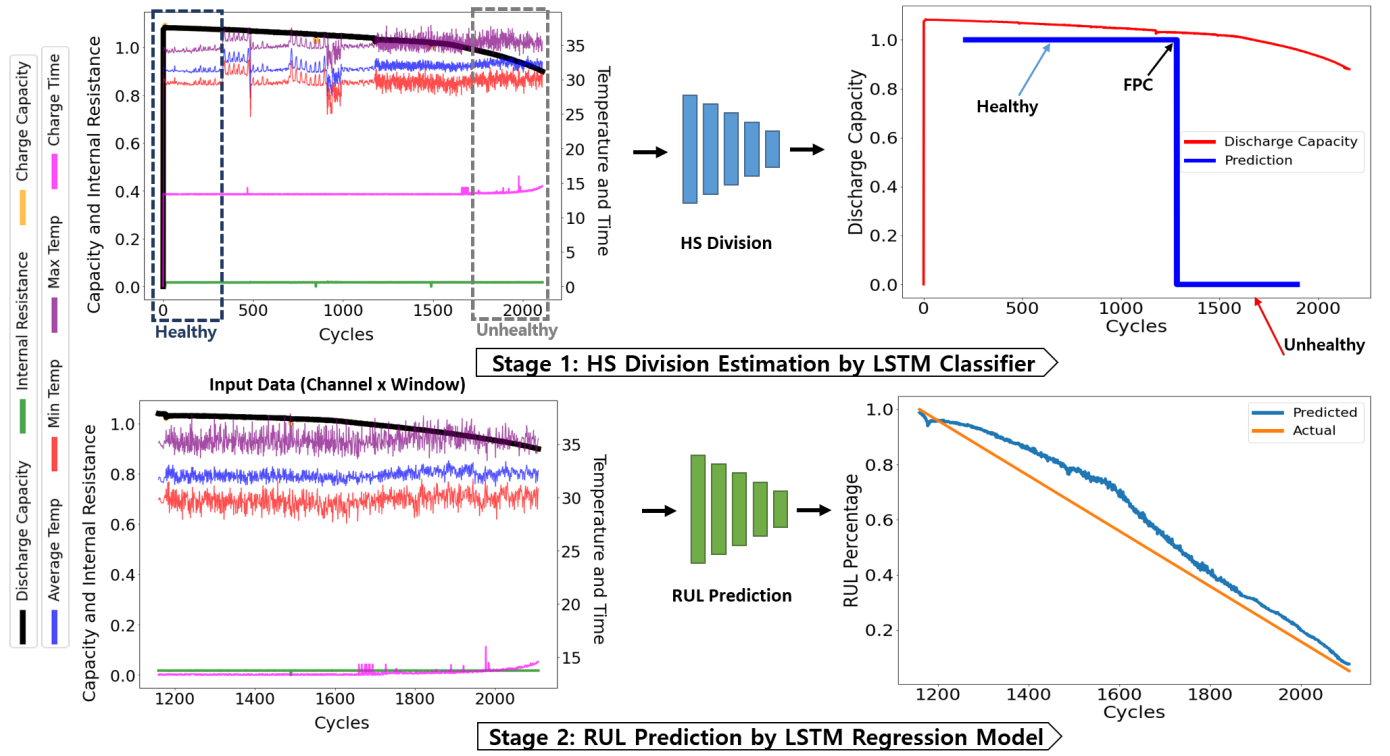 Discharge Capacity
Internal Resistance
Charge Capacity
Average Temp
Min Temp
Max Temp
Charge Time
Capacity and Internal Resistance
1.0
0.8
0.6
0.4
0.2
0.0
35
30
25
20
15
10
5
0
Temperature and Time
0
500
1000
1500
2000
Cycles
Healthy
Unhealthy
HS Division
Discharge Capacity
1.0
0.8
0.6
0.4
0.2
0.0
Healthy
FPC
Discharge Capacity
Prediction
0
500
1000
1500
2000
Cycles
Unhealthy
Stage 1: HS Division Estimation by LSTM Classifier
Input Data (Channel x Window)
Capacity and Internal Resistance
1.0
0.8
0.6
0.4
0.2
0.0
35
30
25
20
15
Temperature and Time
1200
1400
1600
1800
2000
Cycles
RUL Prediction
RUL Percentage
1.0
0.8
0.6
0.4
0.2
Predicted
Actual
1200
1400
1600
1800
2000
Cycles
Stage 2: RUL Prediction by LSTM Regression Model